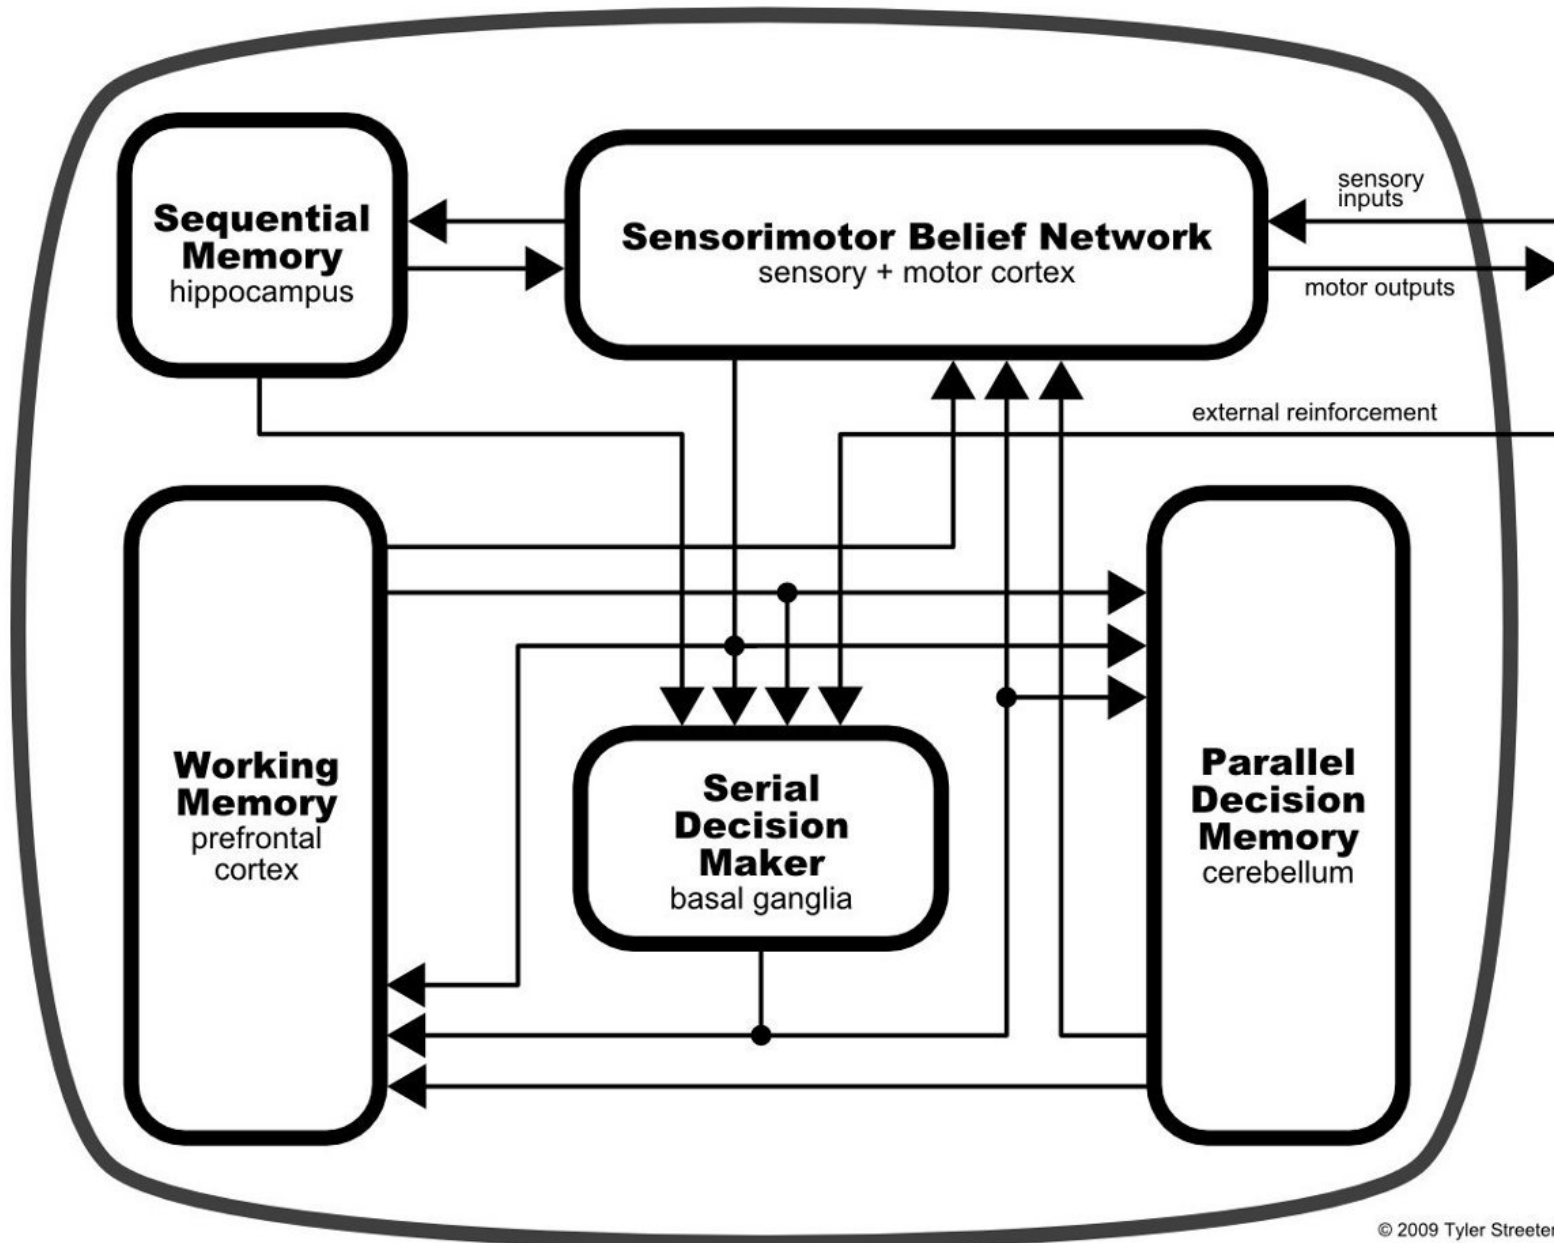 Sequential
Memory
hippocampus
Sensorimotor Belief Network
sensory + motor cortex
sensory
inputs
motor outputs
external reinforcement
Working
Memory
prefrontal
cortex
Serial
Decision
Maker
basal ganglia
Parallel
Decision
Memory
cerebellum
© 2009 Tyler Streeter